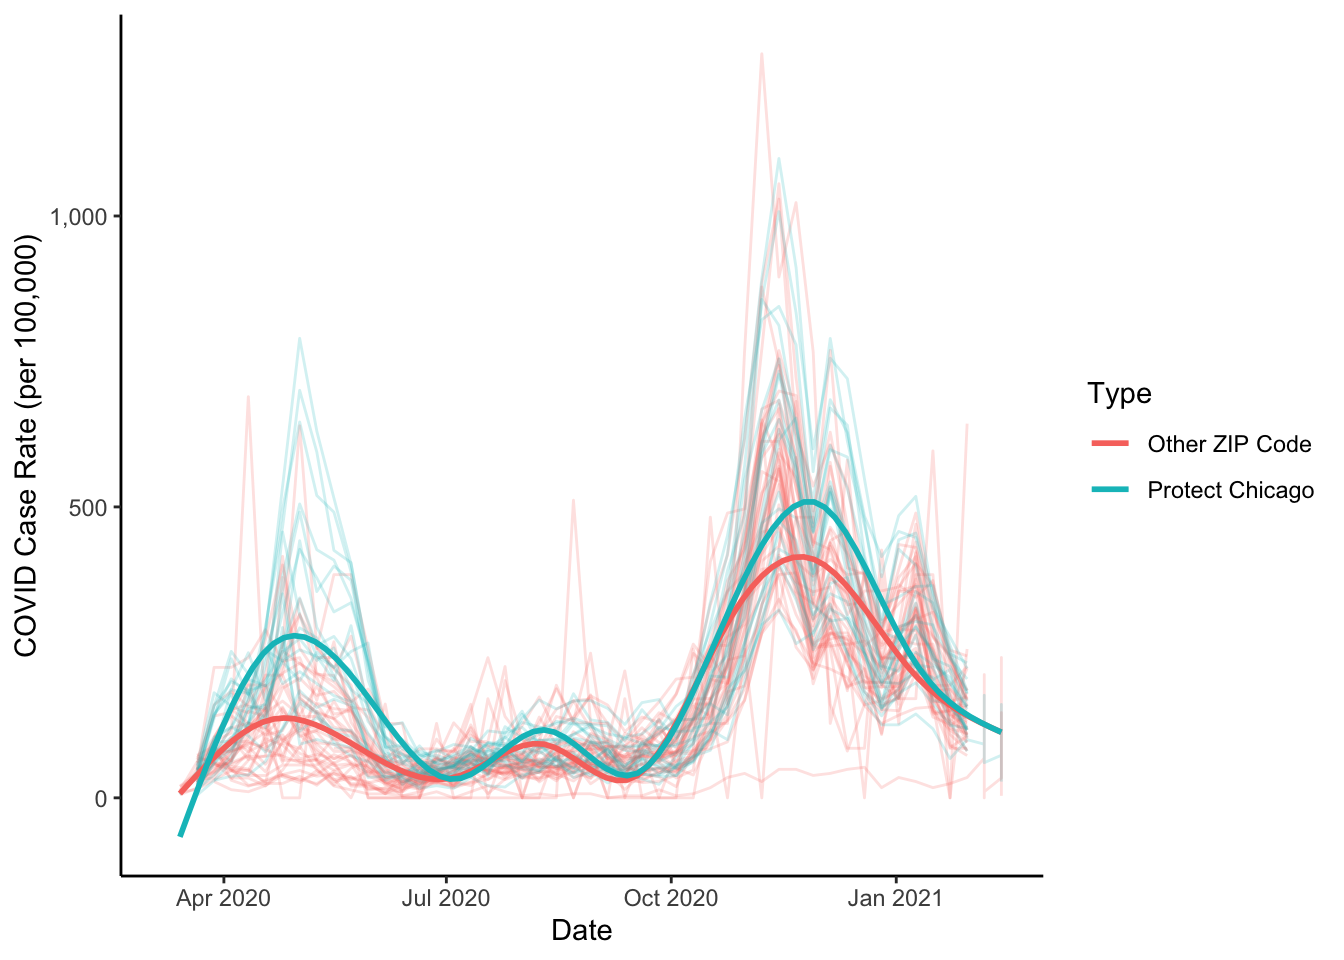 COVID Case Rate (per 100,000)
1,000
500
0
Apr 2020
Jul 2020
Oct 2020
Jan 2021
Date
Type
Other ZIP Code
Protect Chicago